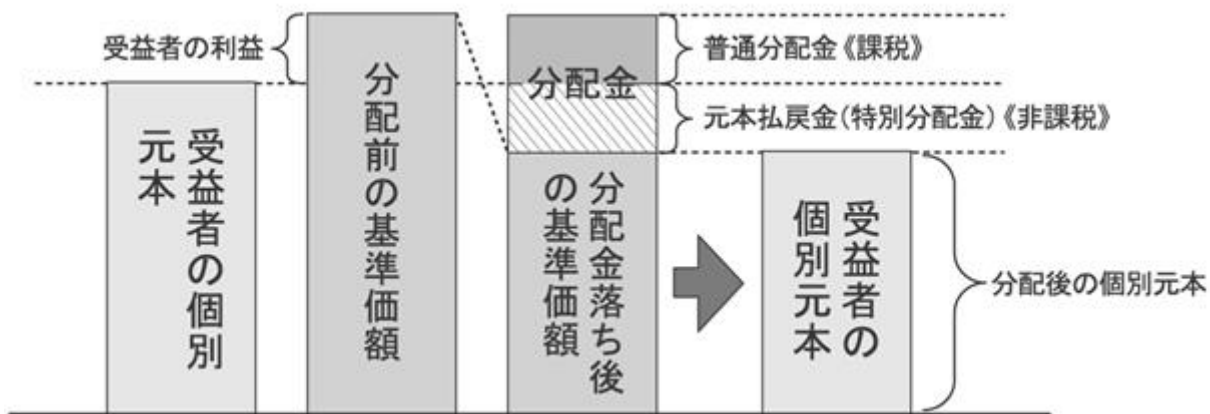 受益者の利益
受益者の個別
元本
分配前の基準価額
分配金
分配金落ち後
の基準価額
普通分配金《課税》
元本払戻金(特別分配金)《非課税》
受益者の
個別元本
分配後の個別元本